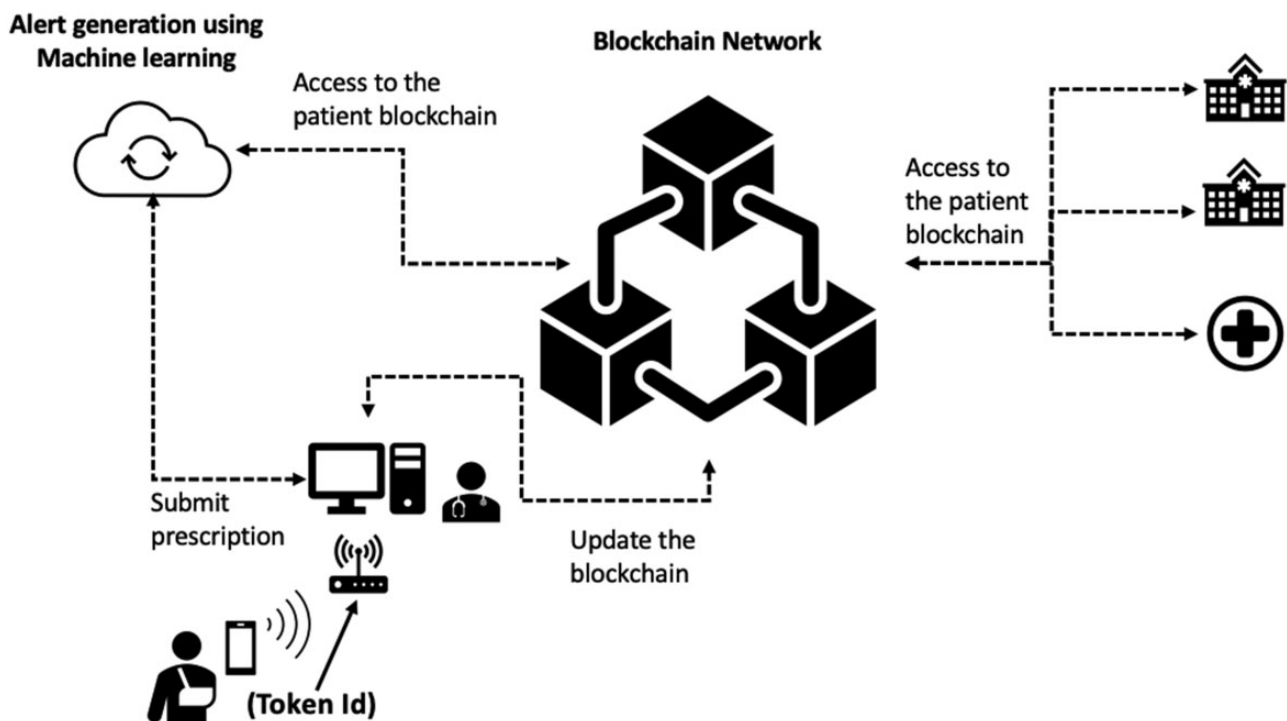 Alert generation using
Machine learning
Blockchain Network
Access to the
patient blockchain
Access to
the patient
blockchain
Submit
prescription
Update the
blockchain
(Token Id)